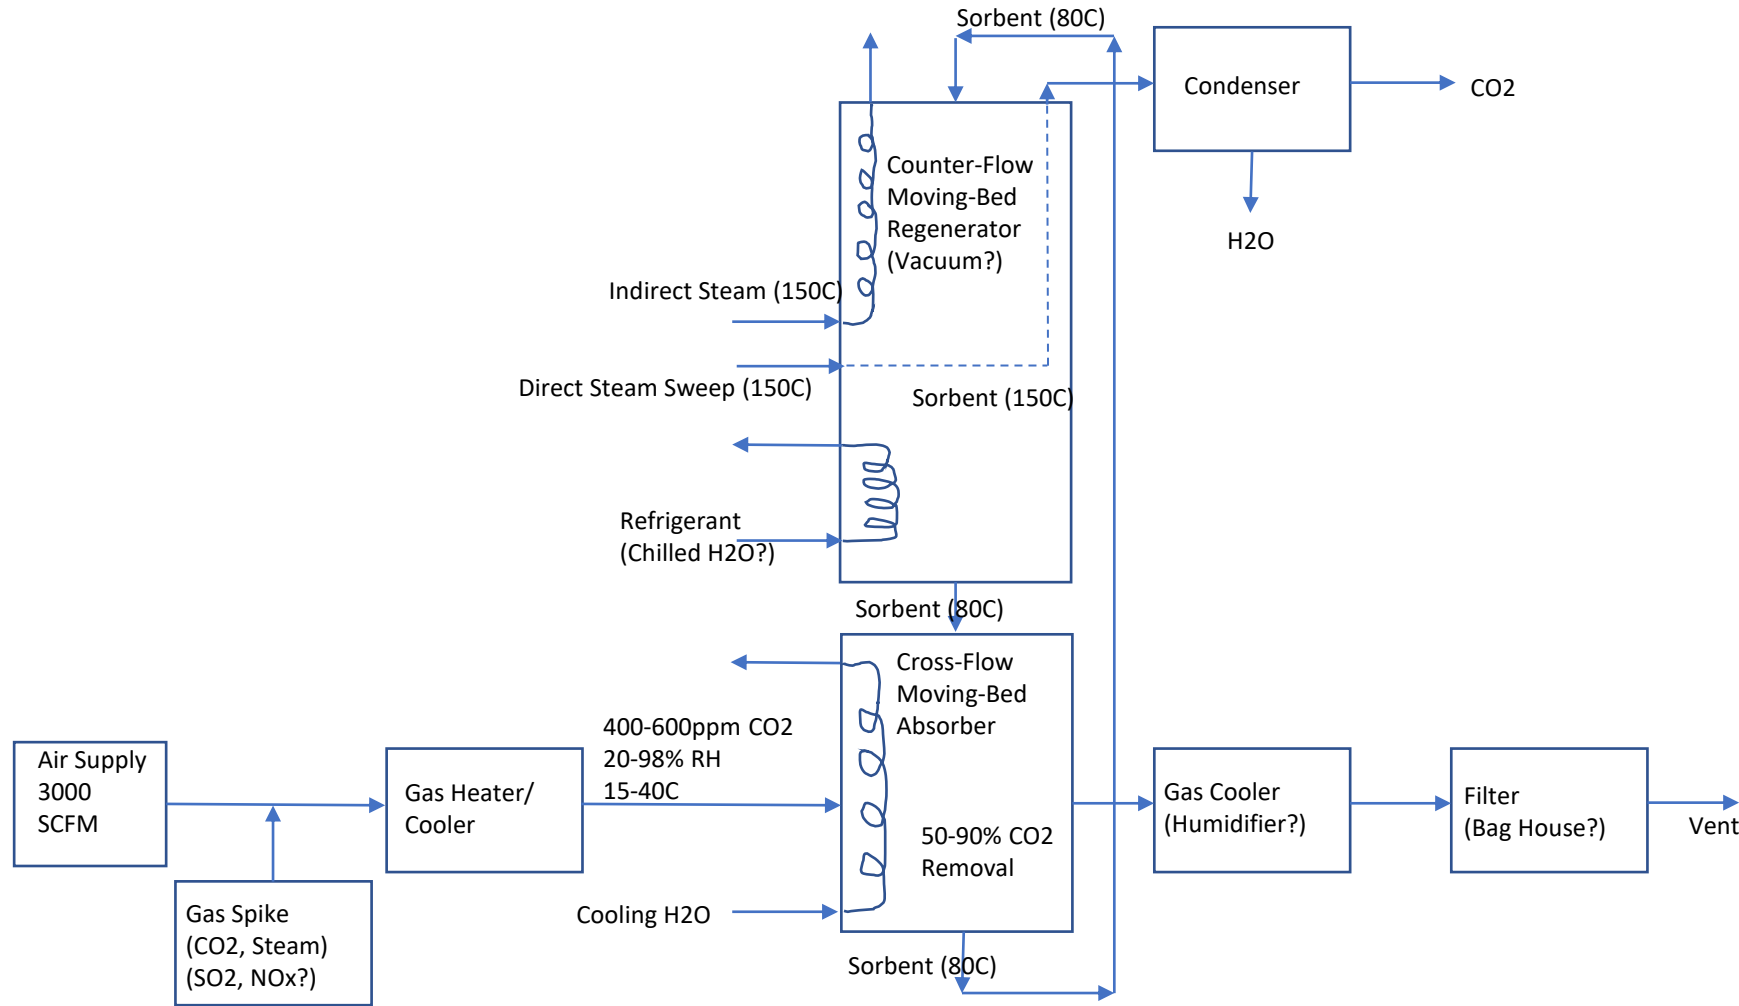 Sorbent (80C)
Condenser
CO2
H2O
Counter-Flow
Moving-Bed
Regenerator
(Vacuum?)
Indirect Steam (150C)
Direct Steam Sweep (150C)
Sorbent (150C)
Refrigerant
(Chilled H2O?)
Sorbent (80C)
Cross-Flow
Moving-Bed
Absorber
50-90% CO2
Removal
Air Supply
3000
SCFM
Gas Heater/
Cooler
400-600ppm CO2
20-98% RH
15-40C
Gas Cooler
(Humidifier?)
Filter
(Bag House?)
Vent
Gas Spike
(CO2, Steam)
(SO2, NOx?)
Cooling H2O
Sorbent (80C)